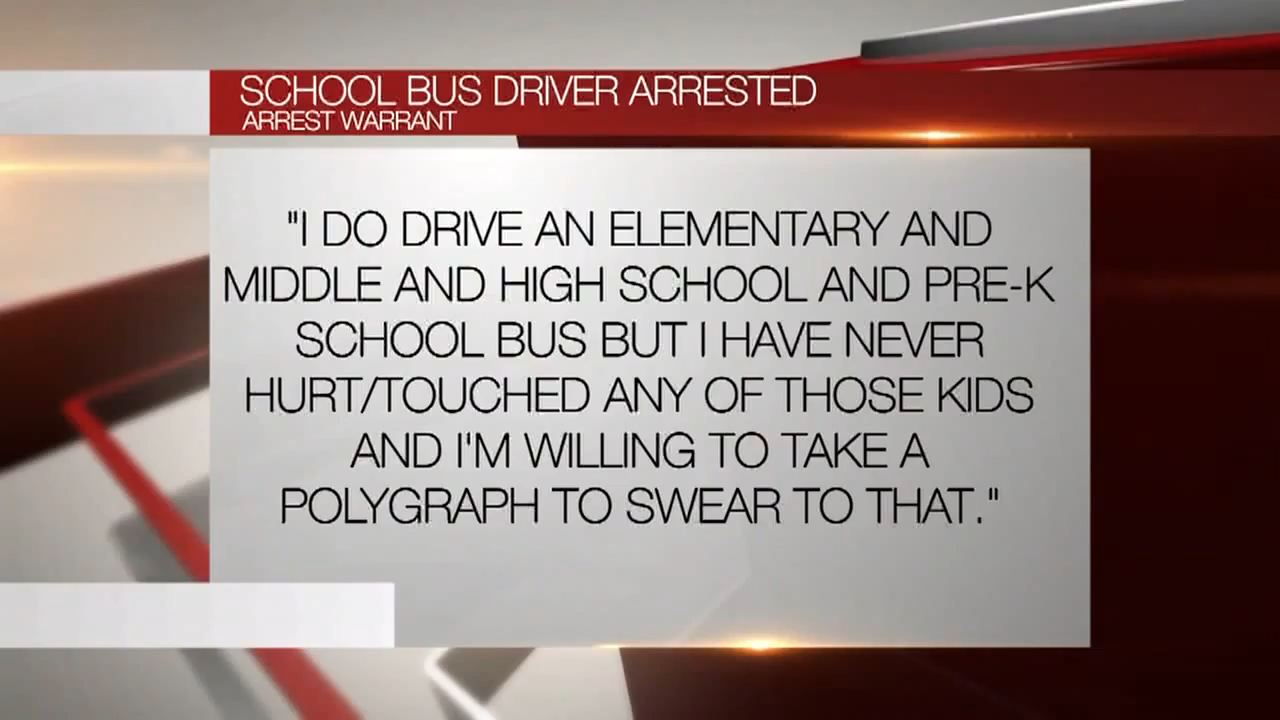 SCHOOL BUS DRIVER ARRESTED
ARREST WARRANT
"I DO DRIVE AN ELEMENTARY AND
MIDDLE AND HIGH SCHOOL AND PRE-K
SCHOOL BUS BUT I HAVE NEVER
HURT/TOUCHED ANY OF THOSE KIDS
AND I'M WILLING TO TAKE A
POLYGRAPH TO SWEAR TO THAT."